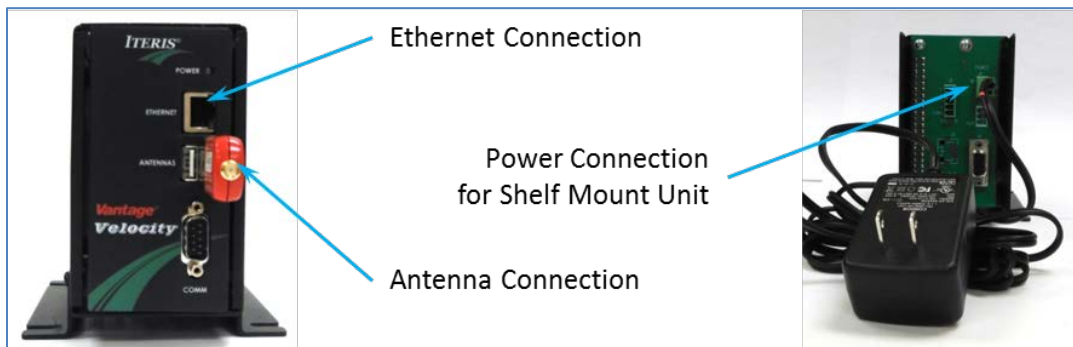 ITERIS®
POWER
ETHERNET
ANTENNAS
Vantage®
Velocity
COMM
Ethernet Connection
Power Connection
for Shelf Mount Unit
Antenna Connection